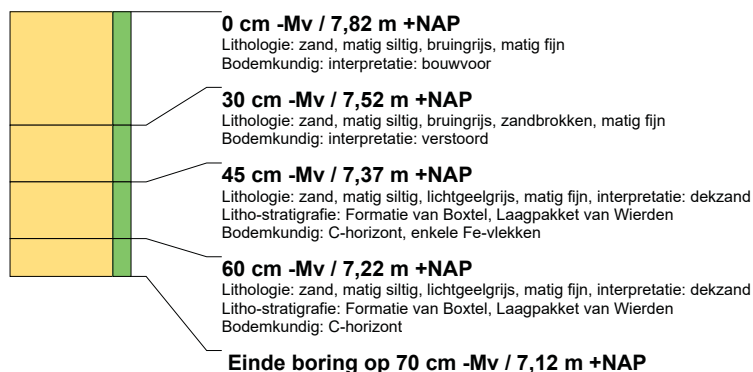 0 cm -Mv / 7,82 m +NAP
Lithologie: zand, matig siltig, bruingrijs, matig fijn
Bodemkundig: interpretatie: bouwvoor
30 cm -Mv / 7,52 m +NAP
Lithologie: zand, matig siltig, bruingrijs, zandbrokken, matig fijn
Bodemkundig: interpretatie: verstoord
45 cm -Mv / 7,37 m +NAP
Lithologie: zand, matig siltig, lichtgeelgrijs, matig fijn, interpretatie: dekzand
Litho-stratigrafie: Formatie van Boxtel, Laagpakket van Wierden
Bodemkundig: C-horizont, enkele Fe-vlekken
60 cm -Mv / 7,22 m +NAP
Lithologie: zand, matig siltig, lichtgeelgrijs, matig fijn, interpretatie: dekzand
Litho-stratigrafie: Formatie van Boxtel, Laagpakket van Wierden
Bodemkundig: C-horizont
Einde boring op 70 cm -Mv / 7,12 m +NAP